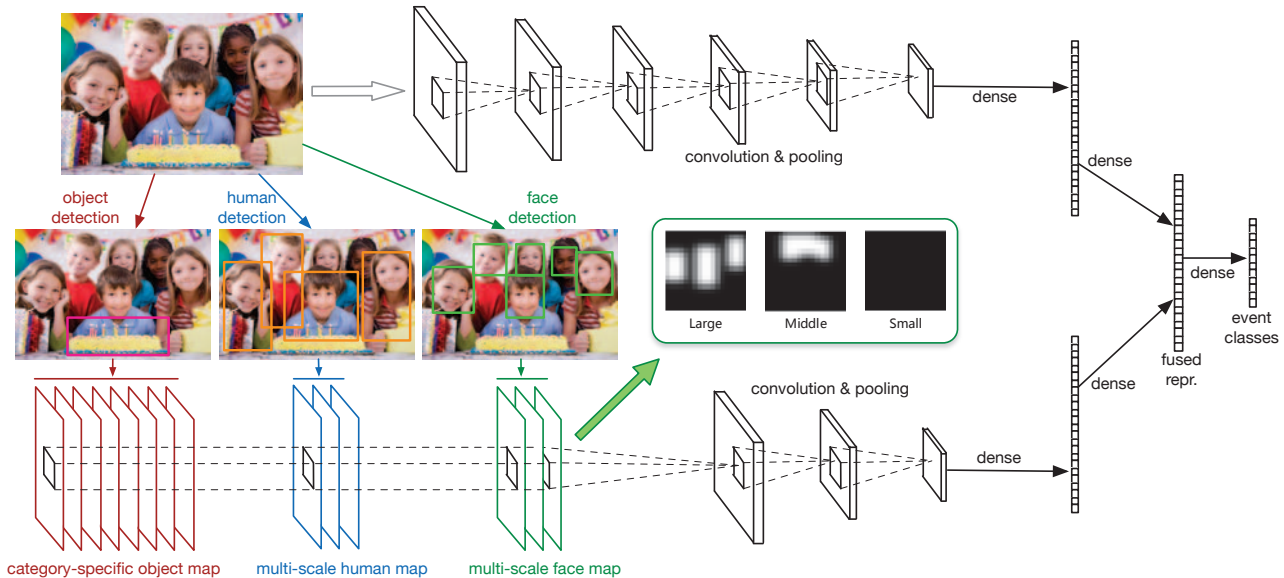 dense
convolution & pooling
object
detection
human
detection
face
detection
dense
Large
Middle
Small
dense
event
classes
fused
repr.
dense
convolution & pooling
dense
category-specific object map
multi-scale human map
multi-scale face map